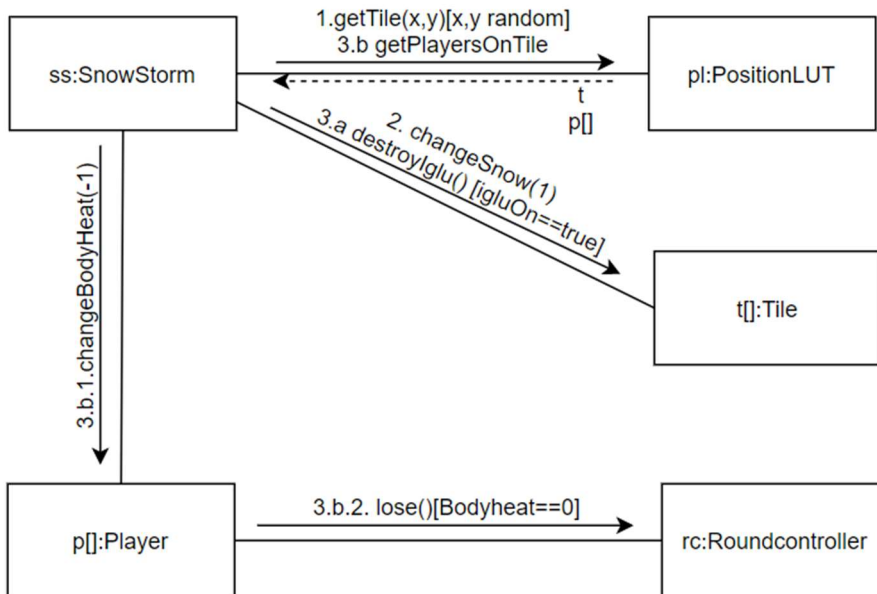 1.getTile(x,y)[x,y random]
3.b getPlayersOnTile
ss:SnowStorm
pl:PositionLUT
t
p[]
2. changeSnow(1)
3.a destroyIglu() [igluOn==true]
3.b.1.changeBodyHeat(-1)
t[]:Tile
3.b.2. lose()[Bodyheat==0]
p[]:Player
rc:Roundcontroller